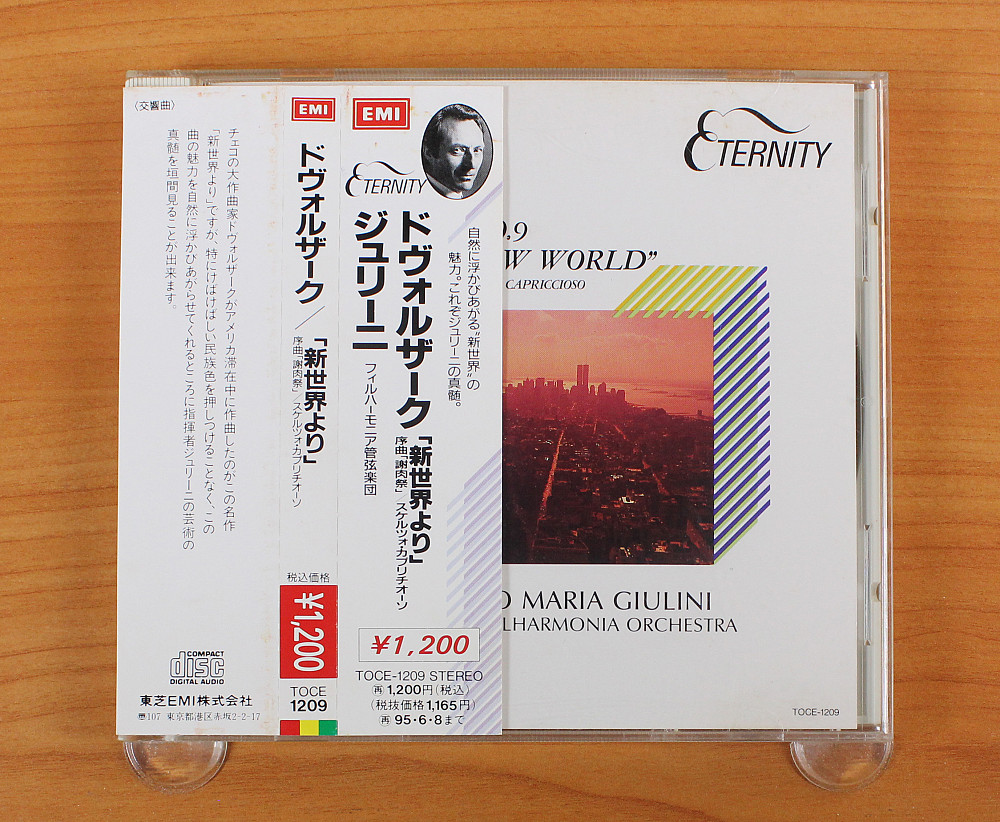 〈交響曲〉
チェコの大作曲家ドヴォルザークがアメリカ滞在中に作曲したのがこの名作
「新世界より」ですが、特にけばけばしい民族色を押しつけることなく、この
曲の魅力を自然に浮かびあがらせてくれるところに指揮者ジュリーニの芸術の
真髄を垣間見ることが出来ます。
COMPACT
disc
DIGITAL AUDIO
東芝EMI株式会社
〒107 東京都港区赤坂2-2-17
EMI
ドヴォルザーク／「新世界より」
序曲「謝肉祭」／スケルツォ・カプリチオーソ
税込価格
¥1,200
TOCE
1209
EMI
ETERNITY
自然に浮かびあがる“新世界”の
魅力。これぞジュリーニの真髄。
ドヴォルザーク「新世界より」
序曲「謝肉祭」／スケルツォ・カプリチオーソ
ジュリーニ
フィルハーモニア管弦楽団
¥1,200
TOCE-1209 STEREO
(再)1,200円(税込)
(税抜価格1,165円)
(再)95・6・8まで
ETERNITY
9
W WORLD”
CAPRICCIOSO
O MARIA GIULINI
LHARMONIA ORCHESTRA
TOCE-1209